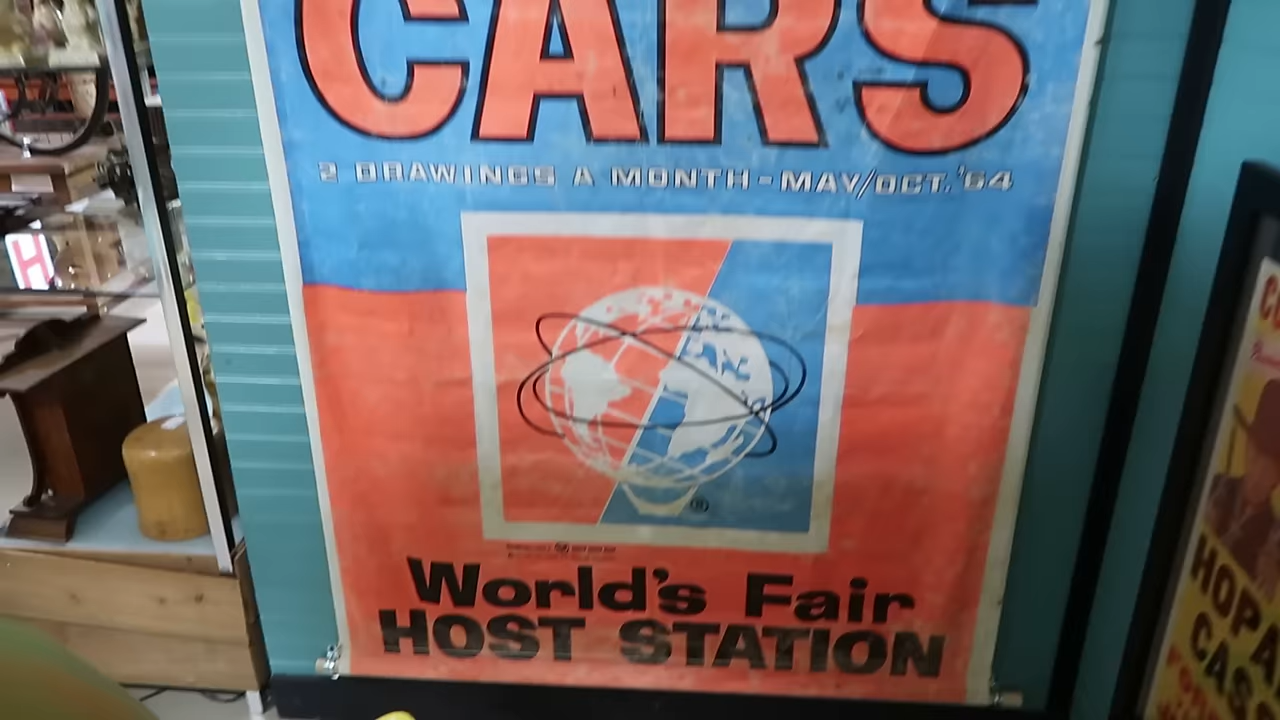 CARS
2 DRAWINGS A MONTH-MAY/OCT.'64
®
World's Fair
HOST STATION
H
HOPA
CAS